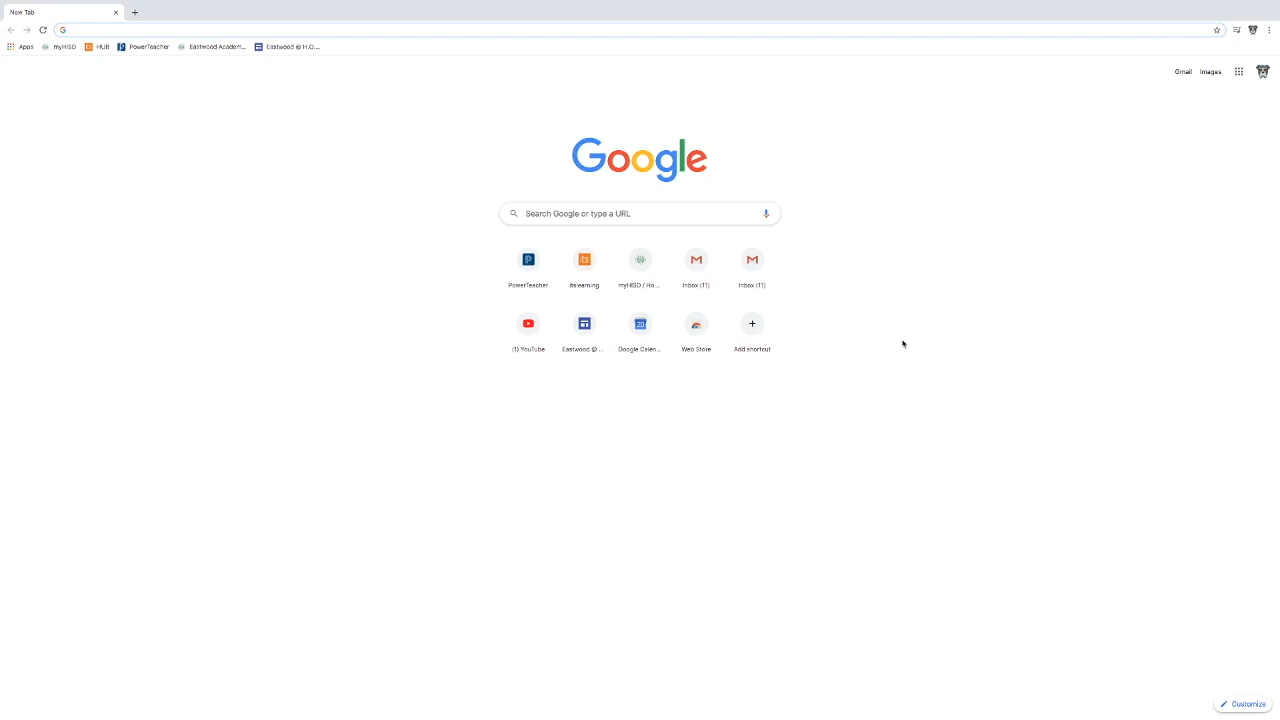 New Tab
Apps myHISD HUB PowerTeacher Eastwood Academ... Eastwood @ H.O....
Gmail Images
Google
Search Google or type a URL
PowerTeacher itslearning myHISD / Ho... Inbox (11) Inbox (11)
(1) YouTube Eastwood @ ... Google Calen... Web Store Add shortcut
Customize